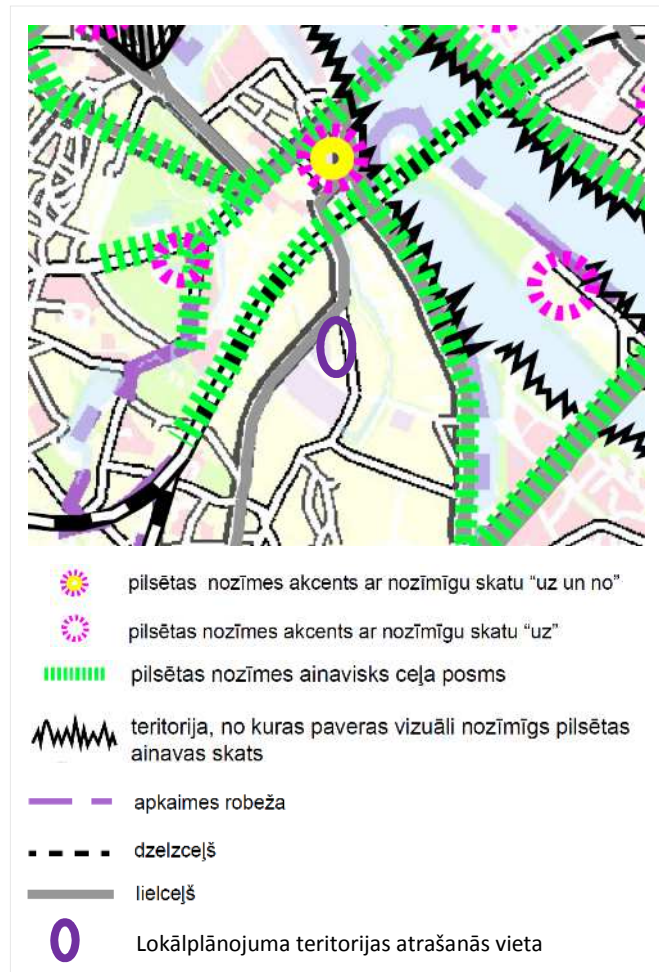 pilsētas nozīmes akcents ar nozīmīgu skatu “uz un no”
pilsētas nozīmes akcents ar nozīmīgu skatu “uz”
pilsētas nozīmes ainavisks ceļa posms
teritorija, no kuras paveras vizuāli nozīmīgs pilsētas
ainavas skats
apkaimes robeža
dzelzceļš
lielceļš
Lokālplānojuma teritorijas atrašanās vieta